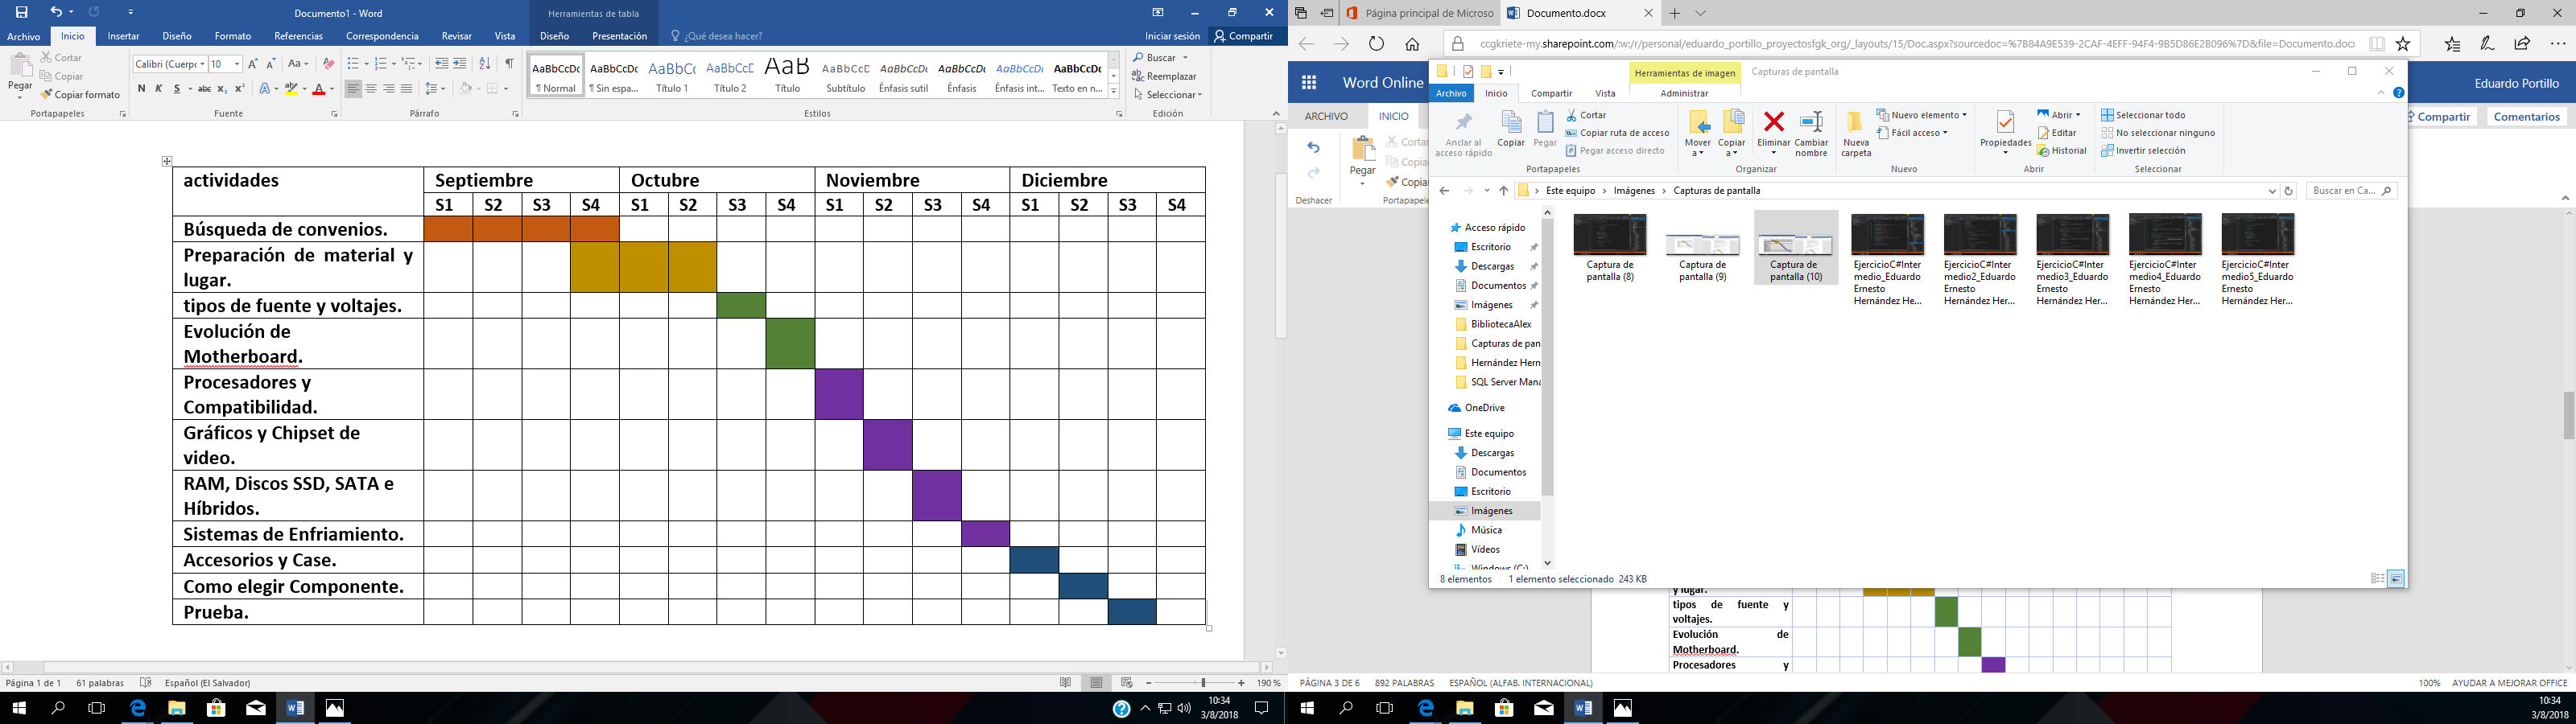 Documento1 - Word
Herramientas de tabla
Archivo Inicio Insertar Diseño Formato Referencias Correspondencia Revisar Vista Diseño Presentación ¿Qué desea hacer? Iniciar sesión Compartir
Pegar
Cortar
Copiar
Copiar formato
Portapapeles
Calibri (Cuerpo 10
Fuente
Párrafo
AaBbCcDc AaBbCcDc AaBbCc AaBbCcE AaB AaBbCcD AaBbCcDc AaBbCcDc AaBbCcDc AaBbCcDc
¶ Normal ¶ Sin espa... Título 1 Título 2 Título Subtítulo Énfasis sutil Énfasis Énfasis int... Texto en n...
Estilos
Buscar
Reemplazar
Seleccionar
Edición
actividades Septiembre Octubre Noviembre Diciembre
S1 S2 S3 S4 S1 S2 S3 S4 S1 S2 S3 S4 S1 S2 S3 S4
Búsqueda de convenios.
Preparación de material y
lugar.
tipos de fuente y voltajes.
Evolución de
Motherboard.
Procesadores y
Compatibilidad.
Gráficos y Chipset de
video.
RAM, Discos SSD, SATA e
Híbridos.
Sistemas de Enfriamiento.
Accesorios y Case.
Como elegir Componente.
Prueba.
Página 1 de 1 61 palabras Español (El Salvador) 190 %
10:34
3/8/2018
Página principal de Microso Documento.docx
ccgkriete-my.sharepoint.com/:w:/r/personal/eduardo_portillo_proyectosfgk_org/_layouts/15/Doc.aspx?sourcedoc=%7B84A9E539-2CAF-4EFF-94F4-9B5D86E2B096%7D&file=Documento.doc
Word Online
Eduardo Portillo
ARCHIVO INICIO
Compartir Comentarios
Deshacer
Pegar
Cortar
Copiar
Copiar
Portapapele
Herramientas de imagen Capturas de pantalla
Archivo Inicio Compartir Vista Administrar
Anclar al
acceso rápido
Copiar
Pegar
Cortar
Copiar ruta de acceso
Pegar acceso directo
Portapapeles
Mover
a
Copiar
a
Eliminar
Cambiar
nombre
Organizar
Nueva
carpeta
Nuevo elemento
Fácil acceso
Nuevo
Propiedades
Abrir
Editar
Historial
Abrir
Seleccionar todo
No seleccionar ninguno
Invertir selección
Seleccionar
Este equipo Imágenes Capturas de pantalla
Buscar en Ca...
Acceso rápido
Escritorio
Descargas
Documentos
Imágenes
BibliotecaAlex
Capturas de pan
Hernández Hern
SQL Server Mana
OneDrive
Este equipo
Descargas
Documentos
Escritorio
Imágenes
Música
Vídeos
Windows (C:)
Captura de
pantalla (8)
Captura de
pantalla (9)
Captura de
pantalla (10)
EjercicioC#Inter
medio_Eduardo
Ernesto
Hernández He...
EjercicioC#Inter
medio2_Eduardo
Ernesto
Hernández Her...
EjercicioC#Inter
medio3_Eduardo
Ernesto
Hernández Her...
EjercicioC#Inter
medio4_Eduardo
Ernesto
Hernández Her...
EjercicioC#Inter
medio5_Eduardo
Ernesto
Hernández Her...
8 elementos 1 elemento seleccionado 243 KB
y lugar.
tipos de fuente y
voltajes.
Evolución de
Motherboard.
Procesadores y
PÁGINA 3 DE 6 892 PALABRAS ESPAÑOL (ALFAB. INTERNACIONAL) 100% AYUDAR A MEJORAR OFFICE
10:34
3/8/2018